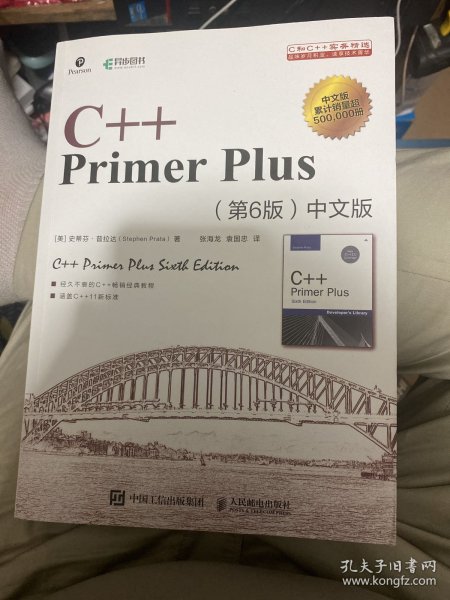 Pearson
异步图书
C和C++实务精选
中文版
累计销量超
500,000册
C++
Primer Plus
（第6版）中文版
[美] 史蒂芬·普拉达（Stephen Prata）著
张海龙 袁国忠 译
C++ Primer Plus Sixth Edition
经久不衰的C++畅销经典教程
涵盖C++11新标准
C++
Primer Plus
Sixth Edition
Developer's Library
中国工信出版集团
人民邮电出版社
POSTS & TELECOM PRESS
孔夫子旧书网
www.kongfz.com